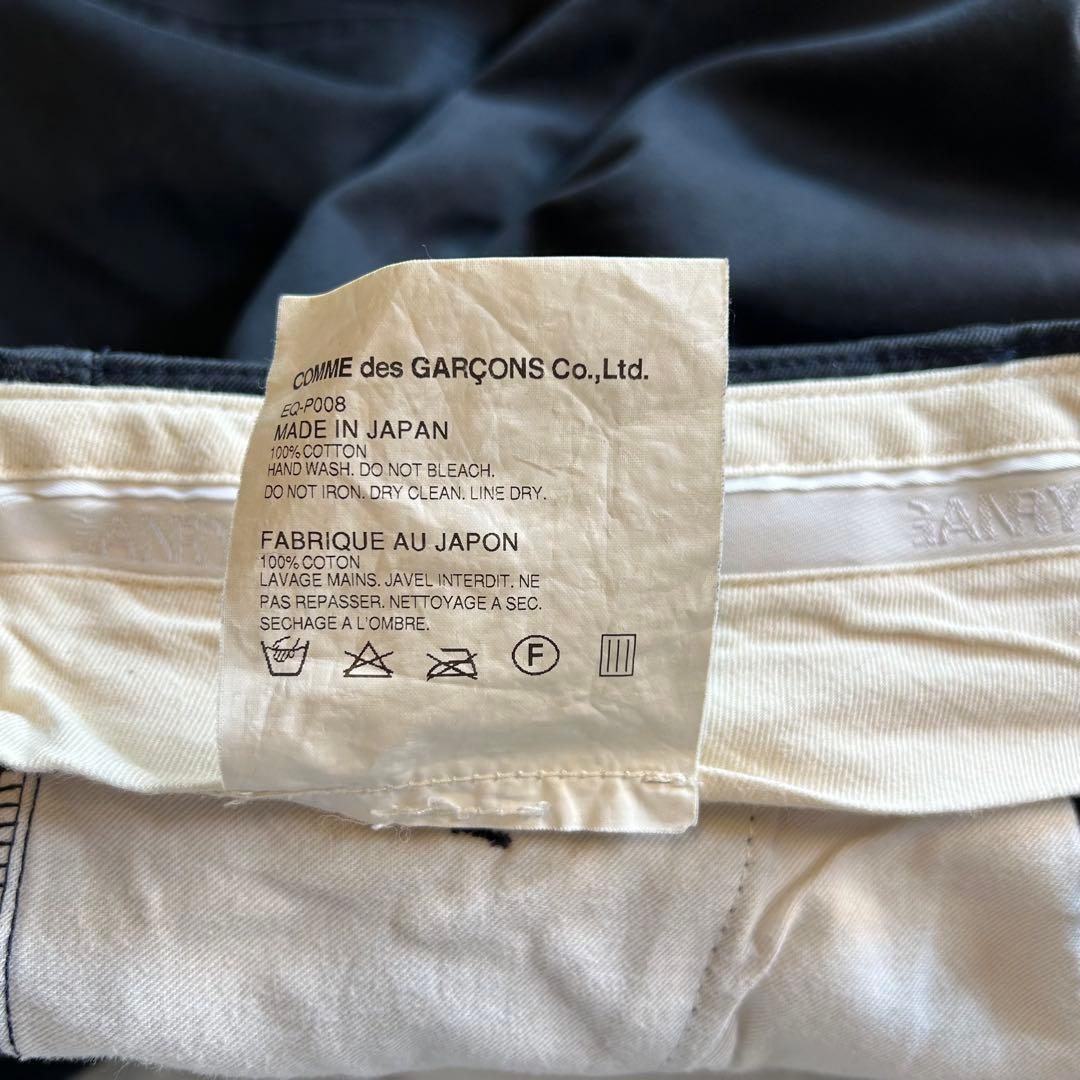 COMME des GARÇONS Co.,Ltd.
EQ-P008
MADE IN JAPAN
100% COTTON
HAND WASH. DO NOT BLEACH.
DO NOT IRON. DRY CLEAN. LINE DRY.
FABRIQUE AU JAPON
100% COTON
LAVAGE MAINS. JAVEL INTERDIT. NE
PAS REPASSER. NETTOYAGE A SEC.
SECHAGE A L'OMBRE.
F